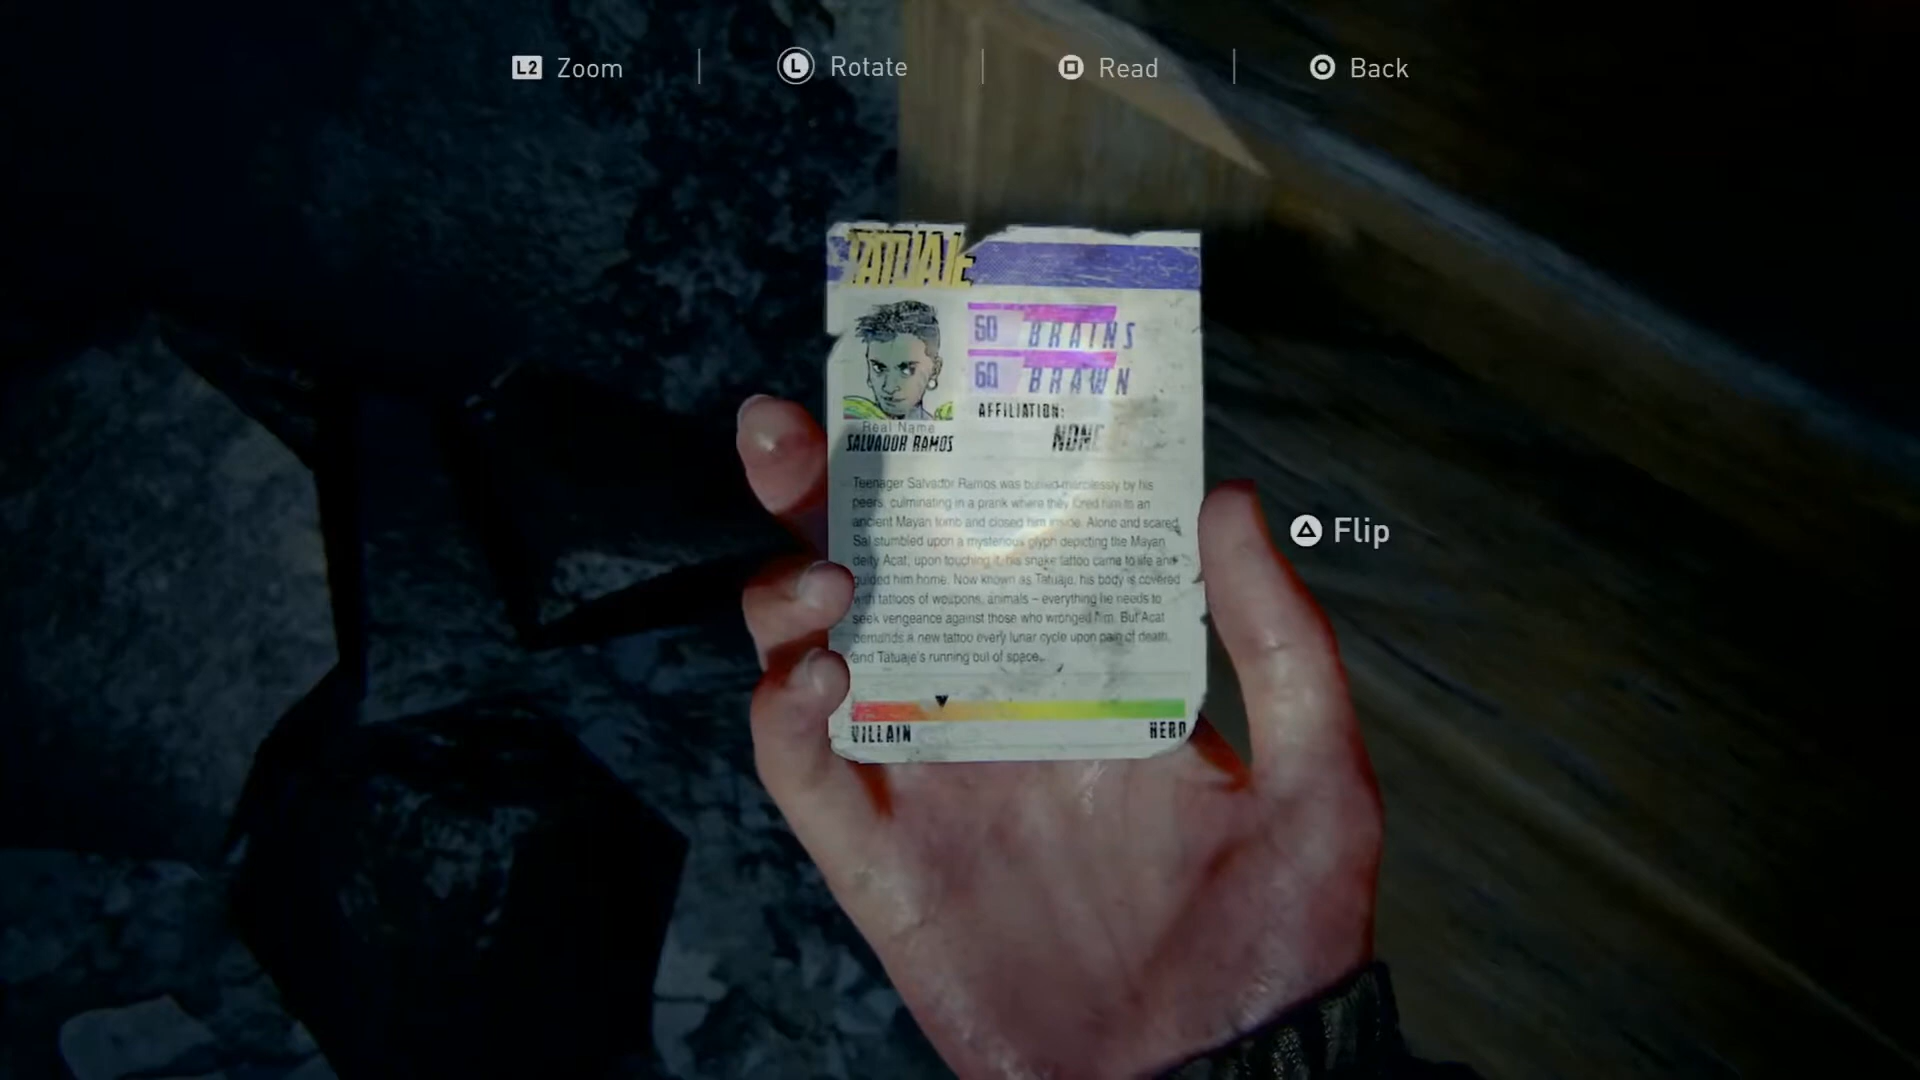 L2 Zoom
L Rotate
Read
Back
TATUAJE
60 BRAINS
60 BRAWN
AFFILIATION:
NONE
Real Name
SALVADOR RAMOS
Teenager Salvador Ramos was bullied mercilessly by his
peers, culminating in a prank where they lured him to an
ancient Mayan tomb and closed him inside. Alone and scared,
Sal stumbled upon a mysterious glyph depicting the Mayan
deity Acat, upon touching it, his snake tattoo came to life and
guided him home. Now known as Tatuaje, his body is covered
with tattoos of weapons, animals – everything he needs to
seek vengeance against those who wronged him. But Acat
demands a new tattoo every lunar cycle upon pain of death,
and Tatuaje's running out of space.
VILLAIN
HERO
Flip